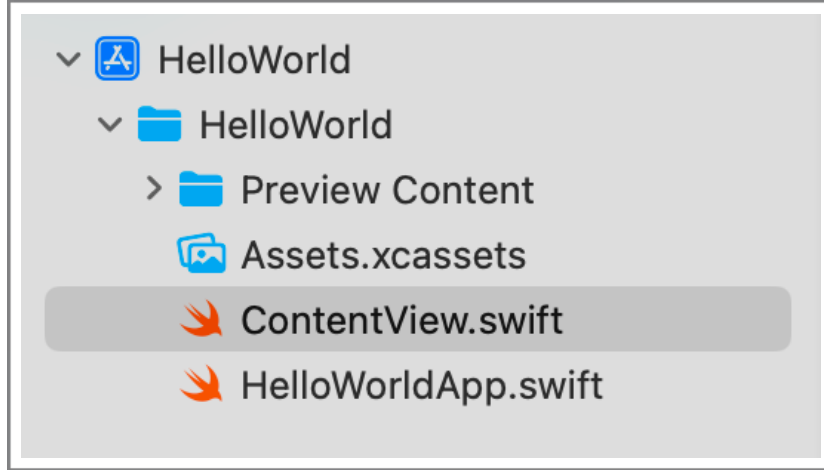 HelloWorld
HelloWorld
Preview Content
Assets.xcassets
ContentView.swift
HelloWorldApp.swift